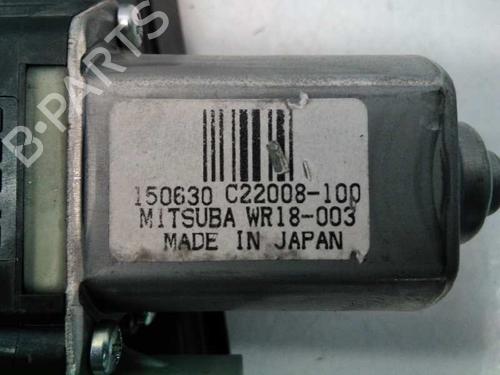 B-PARTS
150630 C22008-100
MITSUBA WR18-003
MADE IN JAPAN